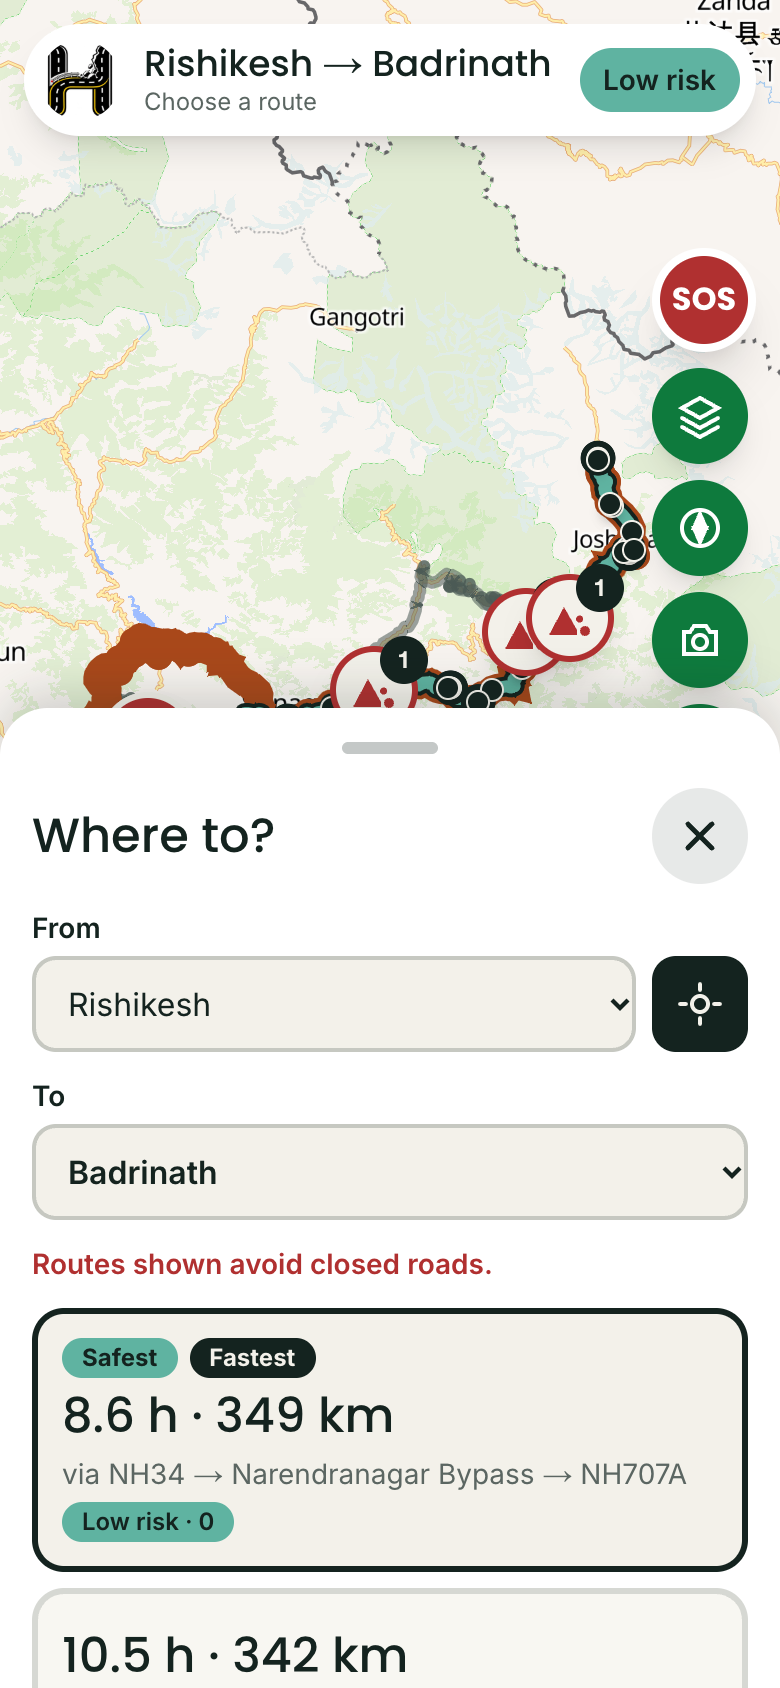 Zanda
Rishikesh → Badrinath
Choose a route
Low risk
Gangotri
SOS
1
1
un
Where to?
From
Rishikesh
To
Badrinath
Routes shown avoid closed roads.
Safest
Fastest
8.6 h · 349 km
via NH34 → Narendranagar Bypass → NH707A
Low risk · 0
10.5 h · 342 km